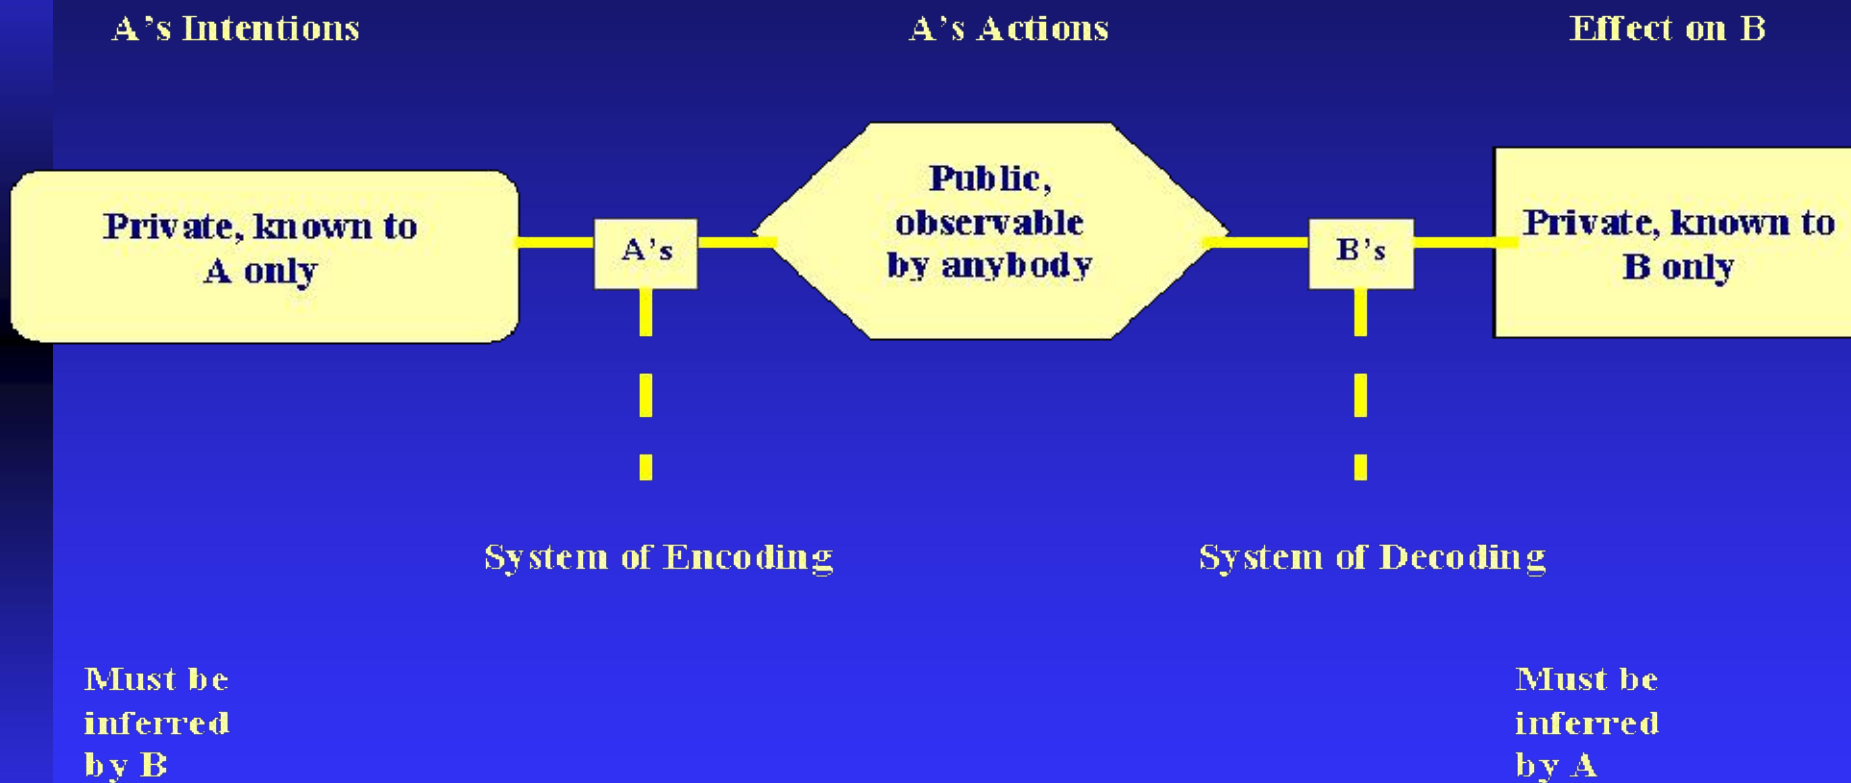 A's Intentions
A's Actions
Effect on B
Private, known to
A only
A's
Public,
observable
by anybody
B's
Private, known to
B only
System of Encoding
System of Decoding
Must be
inferred
by B
Must be
inferred
by A